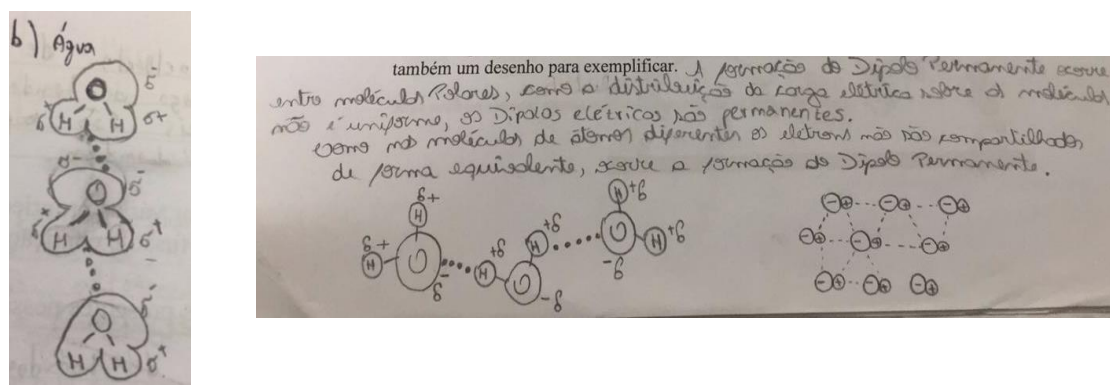 b) Água
δ-
O
δ+ H H δ+
δ-
O δ-
δ+ H H δ+
δ-
O
H H δ+
também um desenho para exemplificar. A formação do Dipolo Permanente ocorre
entre moléculas Polares, como a distribuição da carga elétrica sobre as moléculas
não é uniforme, os Dipolos elétricos são permanentes.
Como nas moléculas de átomos diferentes os elétrons não são compartilhados
de forma equivalente, ocorre a formação do Dipolo Permanente.
δ+ H +δ
H H +δ
δ+ H O - +δ H O H +δ
δ H O -δ -δ
- + - + - +
- + - + - +
- + - + - +